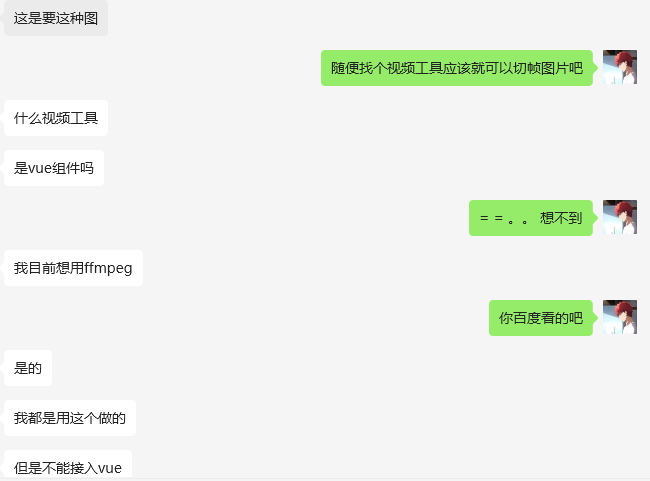 这是要这种图
随便找个视频工具应该就可以切帧图片吧
什么视频工具
是vue组件吗
= = 。。 想不到
我目前想用ffmpeg
你百度看的吧
是的
我都是用这个做的
但是不能接入vue